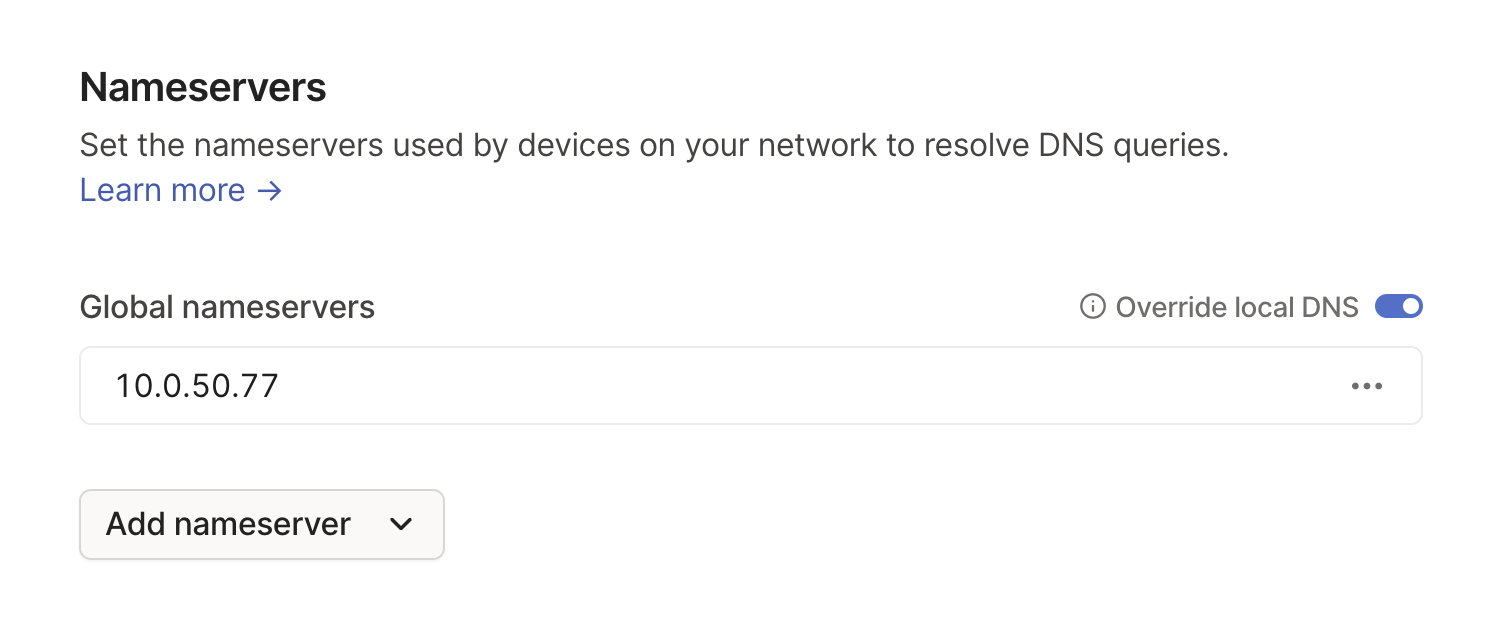 Nameservers
Set the nameservers used by devices on your network to resolve DNS queries.
Learn more →
Global nameservers
Override local DNS
10.0.50.77
Add nameserver